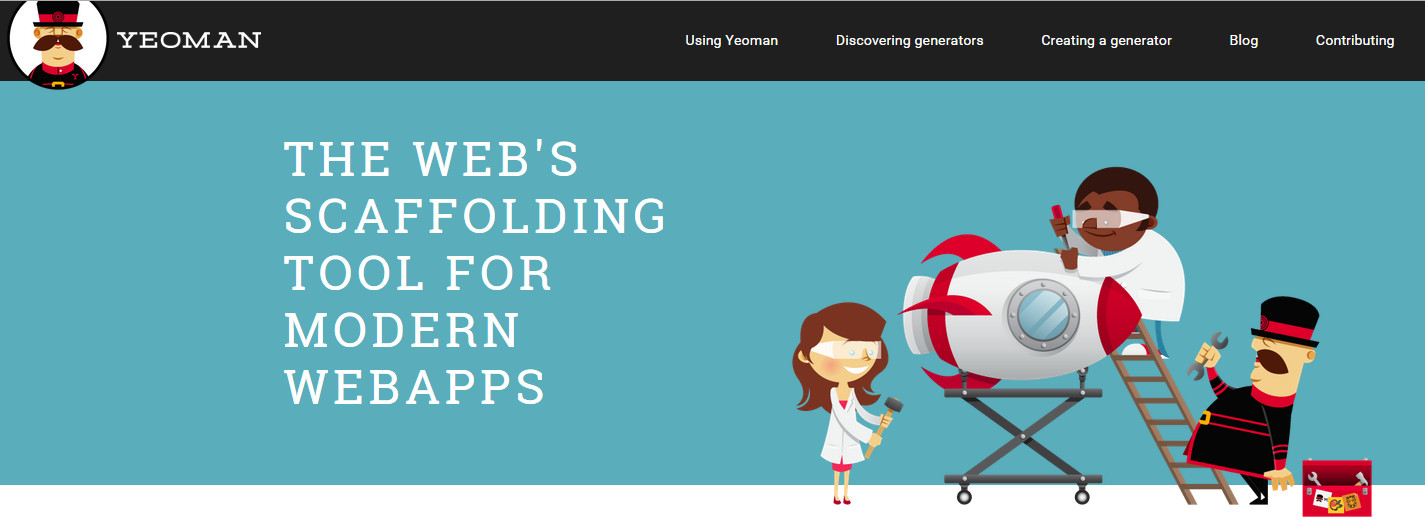 YEOMAN
Using Yeoman
Discovering generators
Creating a generator
Blog
Contributing
THE WEB'S
SCAFFOLDING
TOOL FOR
MODERN
WEBAPPS